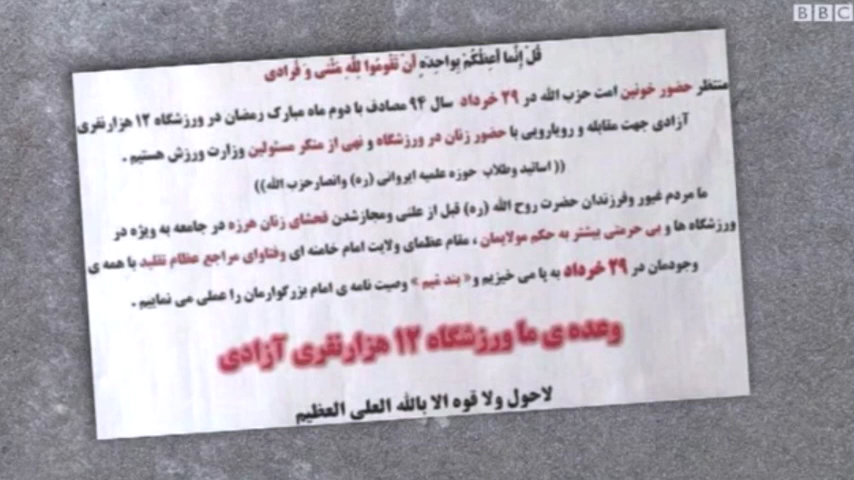 BBC
قُلْ إِنَّما أَعِظُكُمْ بِواحِدَةٍ أَنْ تَقُومُوا لِلَّهِ مَثْنى وَ فُرادى
منتظر حضور خونین امت حزب الله در ۲۹ خرداد سال ۹۴ مصادف با دوم ماه مبارک رمضان در ورزشگاه ۱۲ هزارنفری
آزادی جهت مقابله و رویارویی با حضور زنان در ورزشگاه و نهی از منکر مسئولین وزارت ورزش هستیم .
(( اساتید وطلاب حوزه علمیه ایروانی (ره) وانصارحزب الله))
ما مردم غیور وفرزندان حضرت روح الله (ره) قبل از علنی ومجازشدن فحشای زنان هرزه در جامعه به ویژه در
ورزشگاه ها و بی حرمتی بیشتر به حکم مولایمان ، مقام عظمای ولایت امام خامنه ای وفتاوای مراجع عظام تقلید با همه ی
وجودمان در ۲۹ خرداد به پا می خیزیم و « بند میم » وصیت نامه ی امام بزرگوارمان را عملی می نماییم .
وعده ی ما ورزشگاه ۱۲ هزارنفری آزادی
لاحول ولا قوه الا بالله العلی العظیم